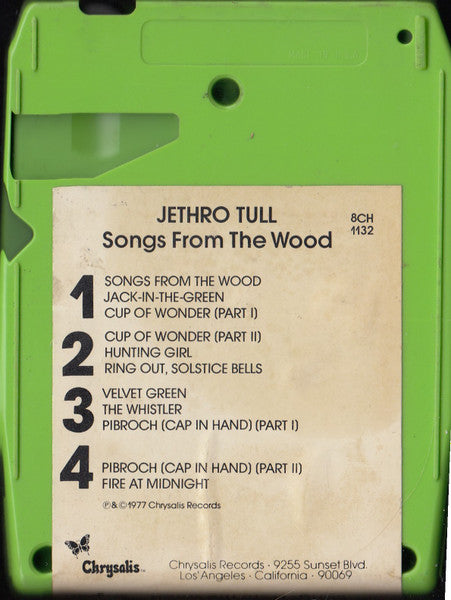 JETHRO TULL
Songs From The Wood
8CH
1132
1
SONGS FROM THE WOOD
JACK-IN-THE-GREEN
CUP OF WONDER (PART I)
2
CUP OF WONDER (PART II)
HUNTING GIRL
RING OUT, SOLSTICE BELLS
3
VELVET GREEN
THE WHISTLER
PIBROCH (CAP IN HAND) (PART I)
4
PIBROCH (CAP IN HAND) (PART II)
FIRE AT MIDNIGHT
℗&©1977 Chrysalis Records
Chrysalis™
Chrysalis Records · 9255 Sunset Blvd.
Los Angeles · California · 90069